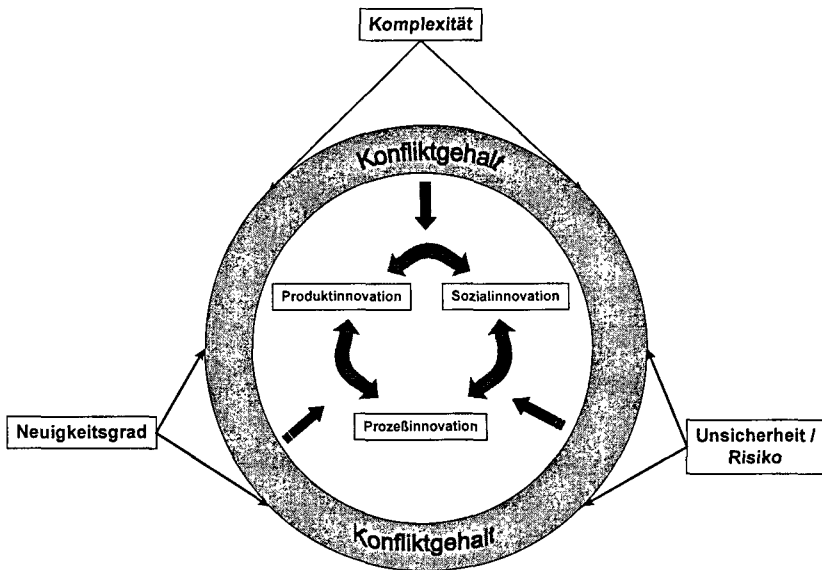 Komplexität
Konfliktgehalt
Produktinnovation
Sozialinnovation
Neuigkeitsgrad
Prozeßinnovation
Unsicherheit /
Risiko
Konfliktgehalt